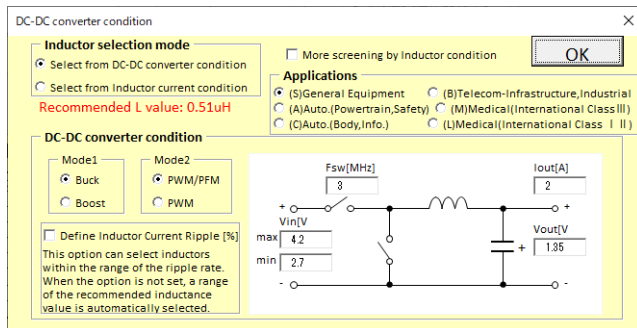 DC-DC converter condition
Inductor selection mode
Select from DC-DC converter condition
Select from Inductor current condition
Recommended L value: 0.51uH
More screening by Inductor condition
OK
Applications
(S)General Equipment
(B)Telecom-Infrastructure,Industrial
(A)Auto.(Powertrain,Safety)
(M)Medical(International ClassⅢ)
(C)Auto.(Body,Info.)
(L)Medical(International Class Ⅰ Ⅱ)
DC-DC converter condition
Mode1
Buck
Boost
Mode2
PWM/PFM
PWM
Define Inductor Current Ripple [%]
This option can select inductors
within the range of the ripple rate.
When the option is not set, a range
of the recommended inductance
value is automatically selected.
Fsw[MHz]
3
Iout[A]
2
+
+
Vin[V
max 4.2
min 2.7
Vout[V
+ 1.35
-
-